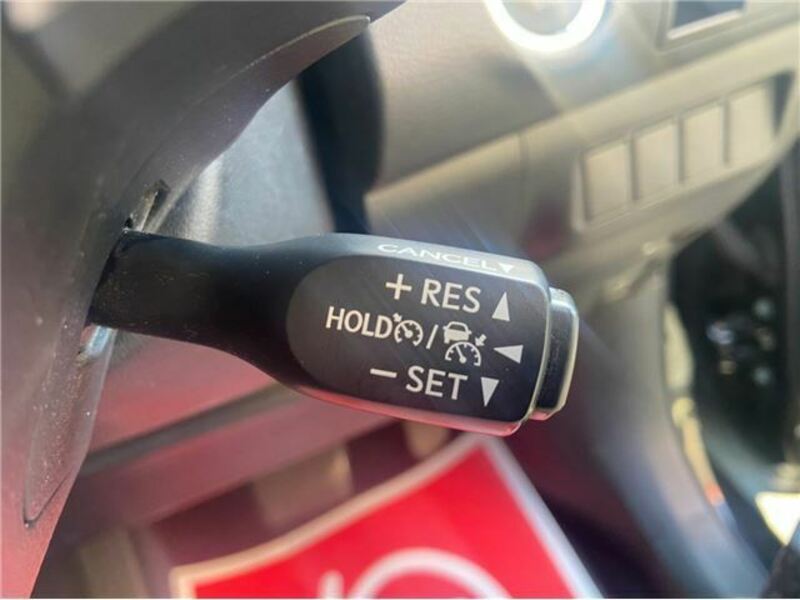 CANCEL▼
+ RES ▲
HOLD / ◀
− SET ▼